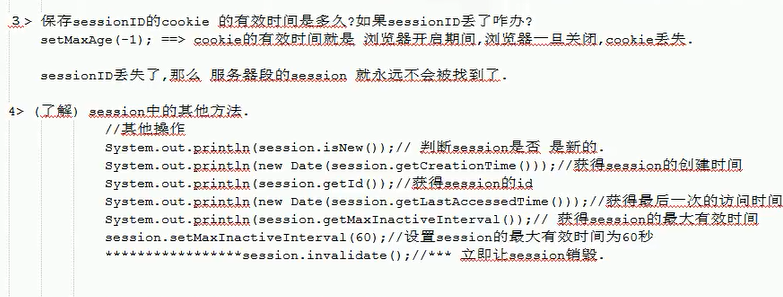 3> 保存sessionID的cookie 的有效时间是多久?如果sessionID丢了咋办?
setMaxAge(-1); ==> cookie的有效时间就是 浏览器开启期间,浏览器一旦关闭,cookie丢失.
sessionID丢失了,那么 服务器段的session 就永远不会被找到了.
4> (了解) session中的其他方法.
//其他操作
System.out.println(session.isNew());// 判断session是否 是新的.
System.out.println(new Date(session.getCreationTime()));//获得session的创建时间
System.out.println(session.getId());//获得session的id
System.out.println(new Date(session.getLastAccessedTime()));//获得最后一次的访问时间
System.out.println(session.getMaxInactiveInterval());// 获得session的最大有效时间
session.setMaxInactiveInterval(60);//设置session的最大有效时间为60秒
*****************session.invalidate();//*** 立即让session销毁.